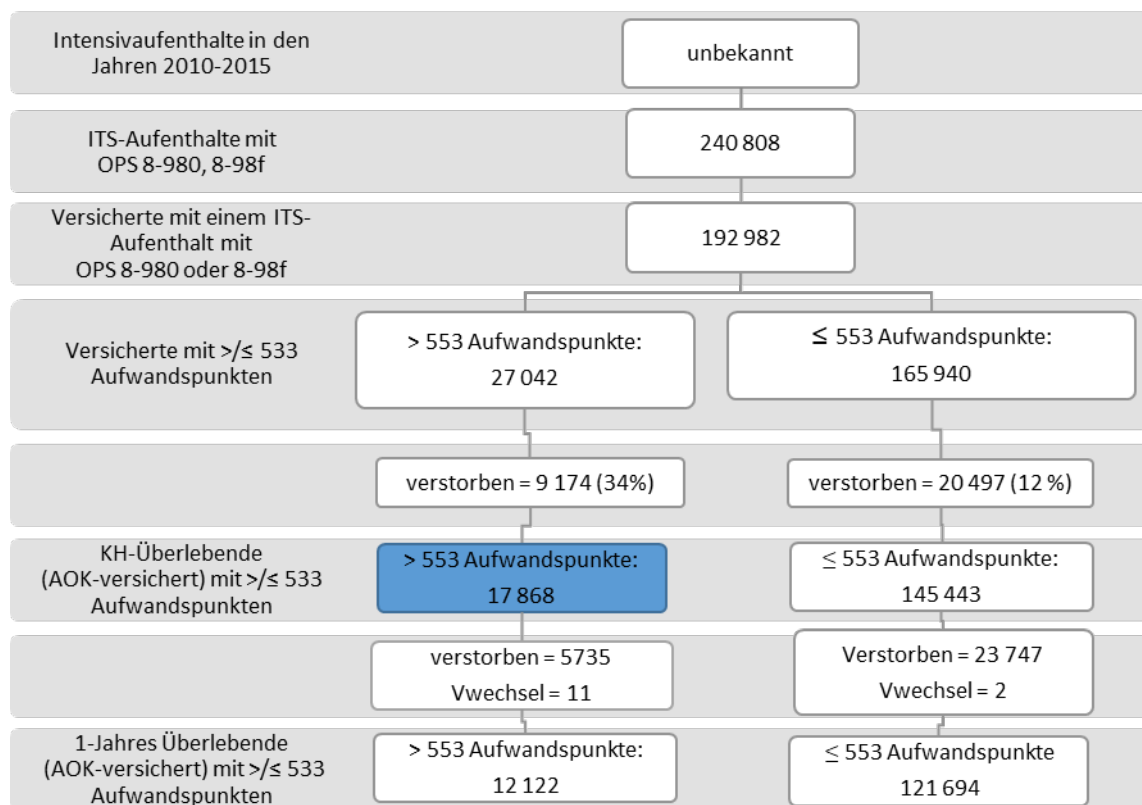 Intensivaufenthalte in den
Jahren 2010-2015
unbekannt
ITS-Aufenthalte mit
OPS 8-980, 8-98f
240 808
Versicherte mit einem ITS-
Aufenthalt mit
OPS 8-980 oder 8-98f
192 982
Versicherte mit >/≤ 533
Aufwandspunkten
> 553 Aufwandspunkte:
27 042
≤ 553 Aufwandspunkte:
165 940
verstorben = 9 174 (34%)
verstorben = 20 497 (12 %)
KH-Überlebende
(AOK-versichert) mit >/≤ 533
Aufwandspunkten
> 553 Aufwandspunkte:
17 868
≤ 553 Aufwandspunkte:
145 443
verstorben = 5735
Vwechsel = 11
Verstorben = 23 747
Vwechsel = 2
1-Jahres Überlebende
(AOK-versichert) mit >/≤ 533
Aufwandspunkten
> 553 Aufwandspunkte:
12 122
≤ 553 Aufwandspunkte
121 694